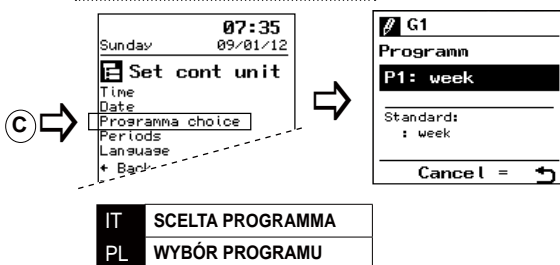 C
07:35
Sunday 09/01/12
Set cont unit
Time
Date
Programma choice
Periods
Language
← Back
G1
Programm
P1: week
Standard:
: week
Cancel =
IT SCELTA PROGRAMMA
PL WYBÓR PROGRAMU